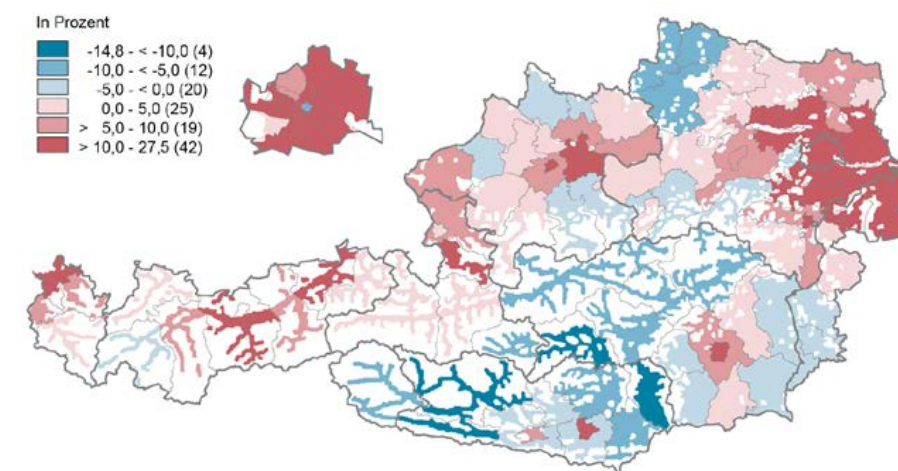 In Prozent
-14,8 - < -10,0 (4)
-10,0 - < -5,0 (12)
-5,0 - < 0,0 (20)
0,0 - 5,0 (25)
> 5,0 - 10,0 (19)
> 10,0 - 27,5 (42)